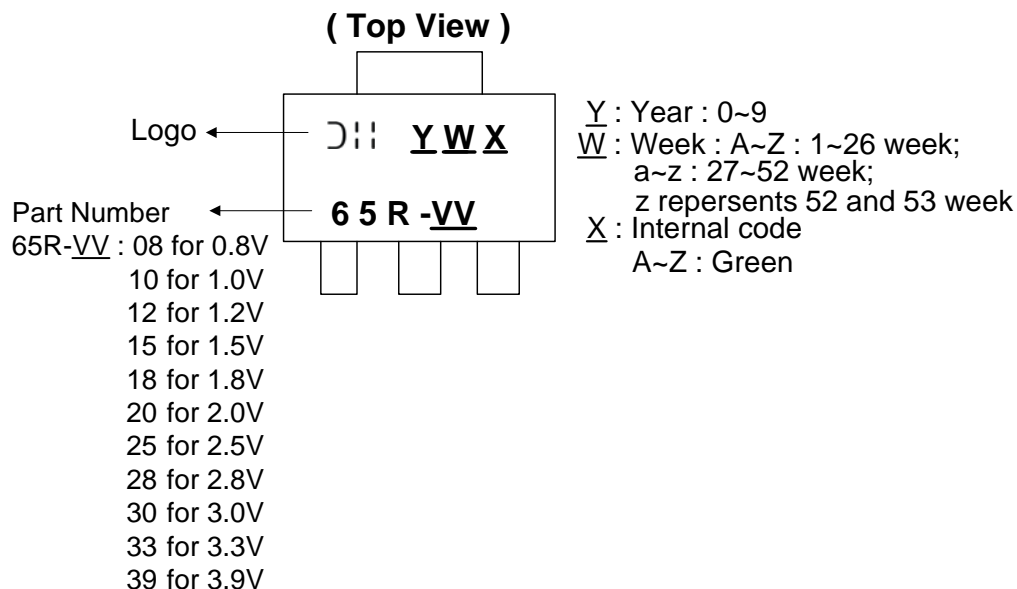 ( Top View )
Logo
Y W X
Y : Year : 0~9
W : Week : A~Z : 1~26 week;
a~z : 27~52 week;
z repersents 52 and 53 week
X : Internal code
A~Z : Green
6 5 R -VV
Part Number
65R-VV : 08 for 0.8V
10 for 1.0V
12 for 1.2V
15 for 1.5V
18 for 1.8V
20 for 2.0V
25 for 2.5V
28 for 2.8V
30 for 3.0V
33 for 3.3V
39 for 3.9V